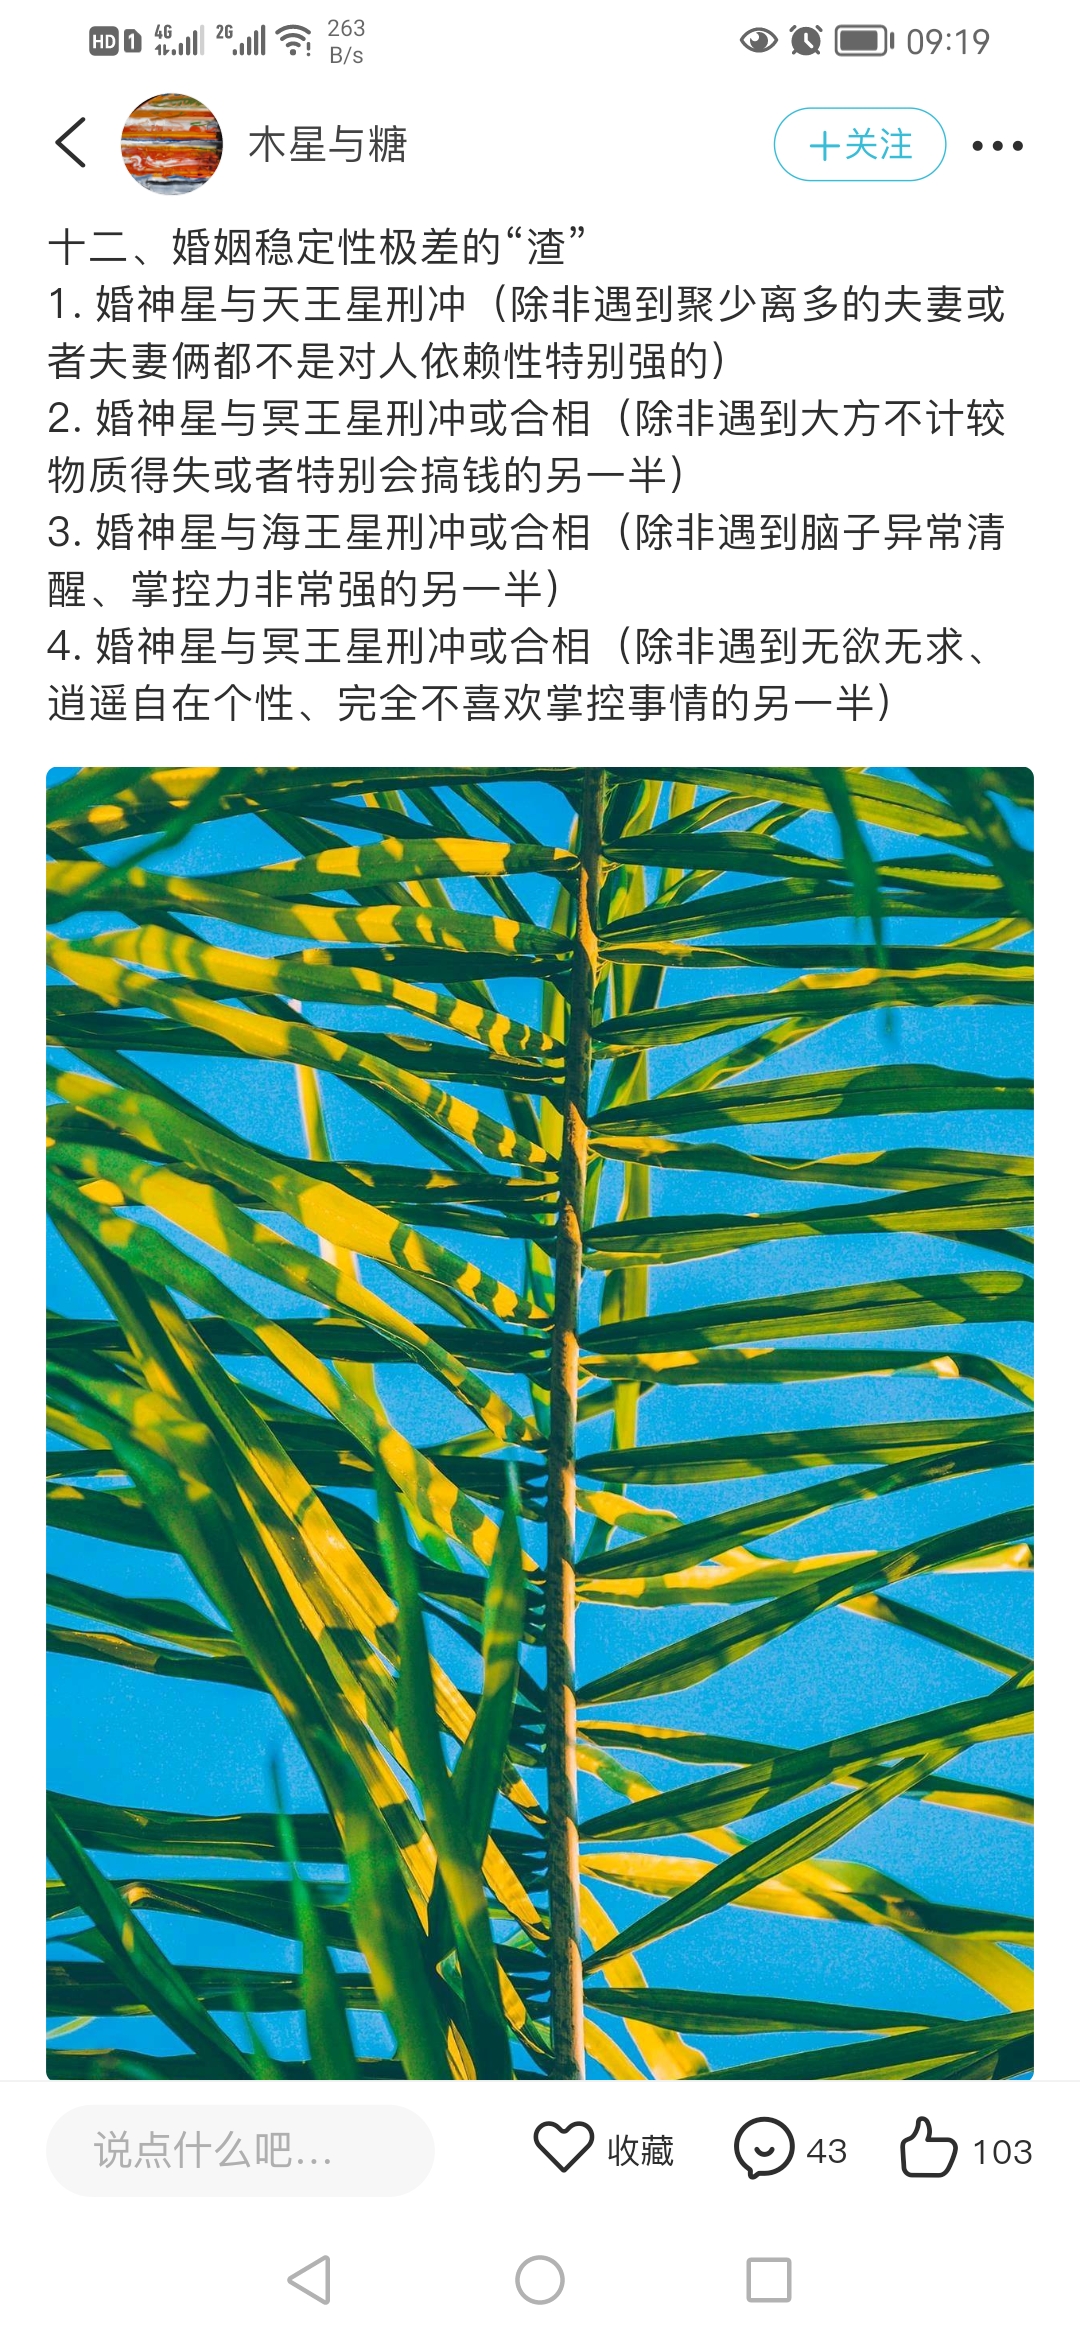 HD 1 4G 2G 263 B/s 09:19
木星与糖
+关注
十二、婚姻稳定性极差的“渣”
1. 婚神星与天王星刑冲（除非遇到聚少离多的夫妻或
者夫妻俩都不是对人依赖性特别强的）
2. 婚神星与冥王星刑冲或合相（除非遇到大方不计较
物质得失或者特别会搞钱的另一半）
3. 婚神星与海王星刑冲或合相（除非遇到脑子异常清
醒、掌控力非常强的另一半）
4. 婚神星与冥王星刑冲或合相（除非遇到无欲无求、
逍遥自在个性、完全不喜欢掌控事情的另一半）
说点什么吧...
收藏
43
103